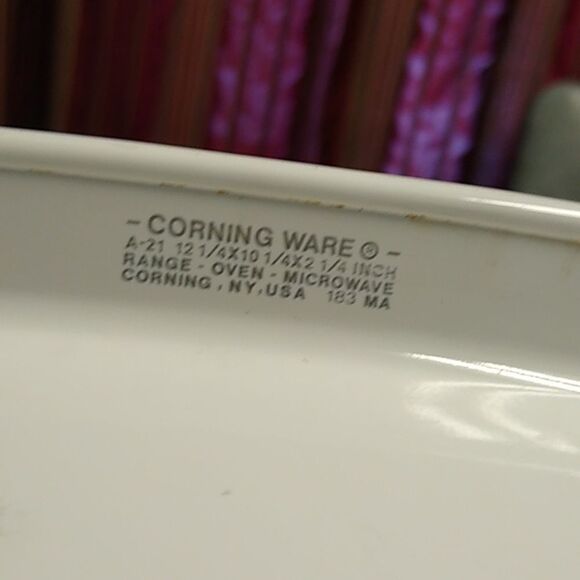 - CORNING WARE ® -
A-21 12 1/4X10 1/4X2 1/4 INCH
RANGE - OVEN - MICROWAVE
CORNING , NY, USA 183 MA